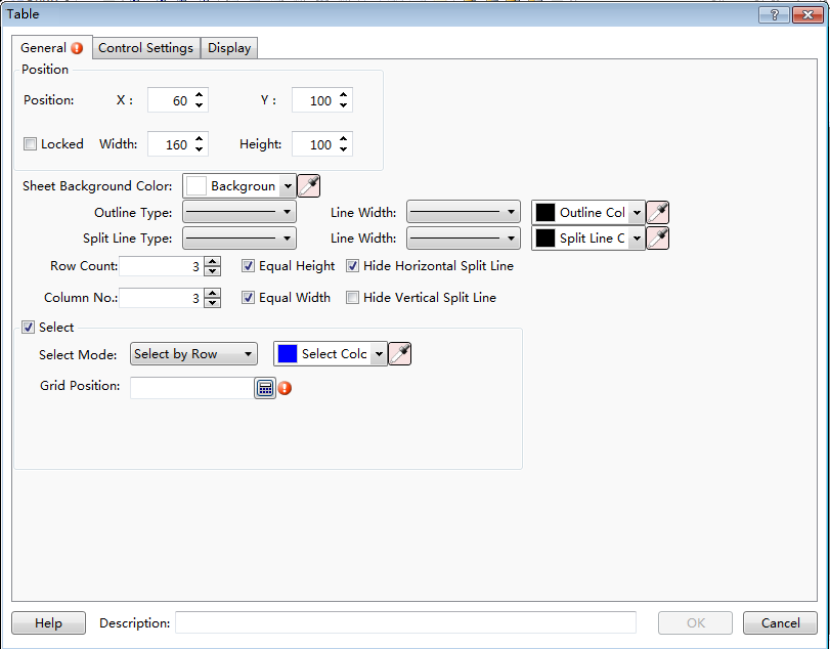 Table
General Control Settings Display
Position
Position: X : 60 Y : 100
Locked Width: 160 Height: 100
Sheet Background Color: Backgroun
Outline Type: Line Width: Outline Col
Split Line Type: Line Width: Split Line C
Row Count: 3 Equal Height Hide Horizontal Split Line
Column No.: 3 Equal Width Hide Vertical Split Line
Select
Select Mode: Select by Row Select Colc
Grid Position:
Help Description: OK Cancel